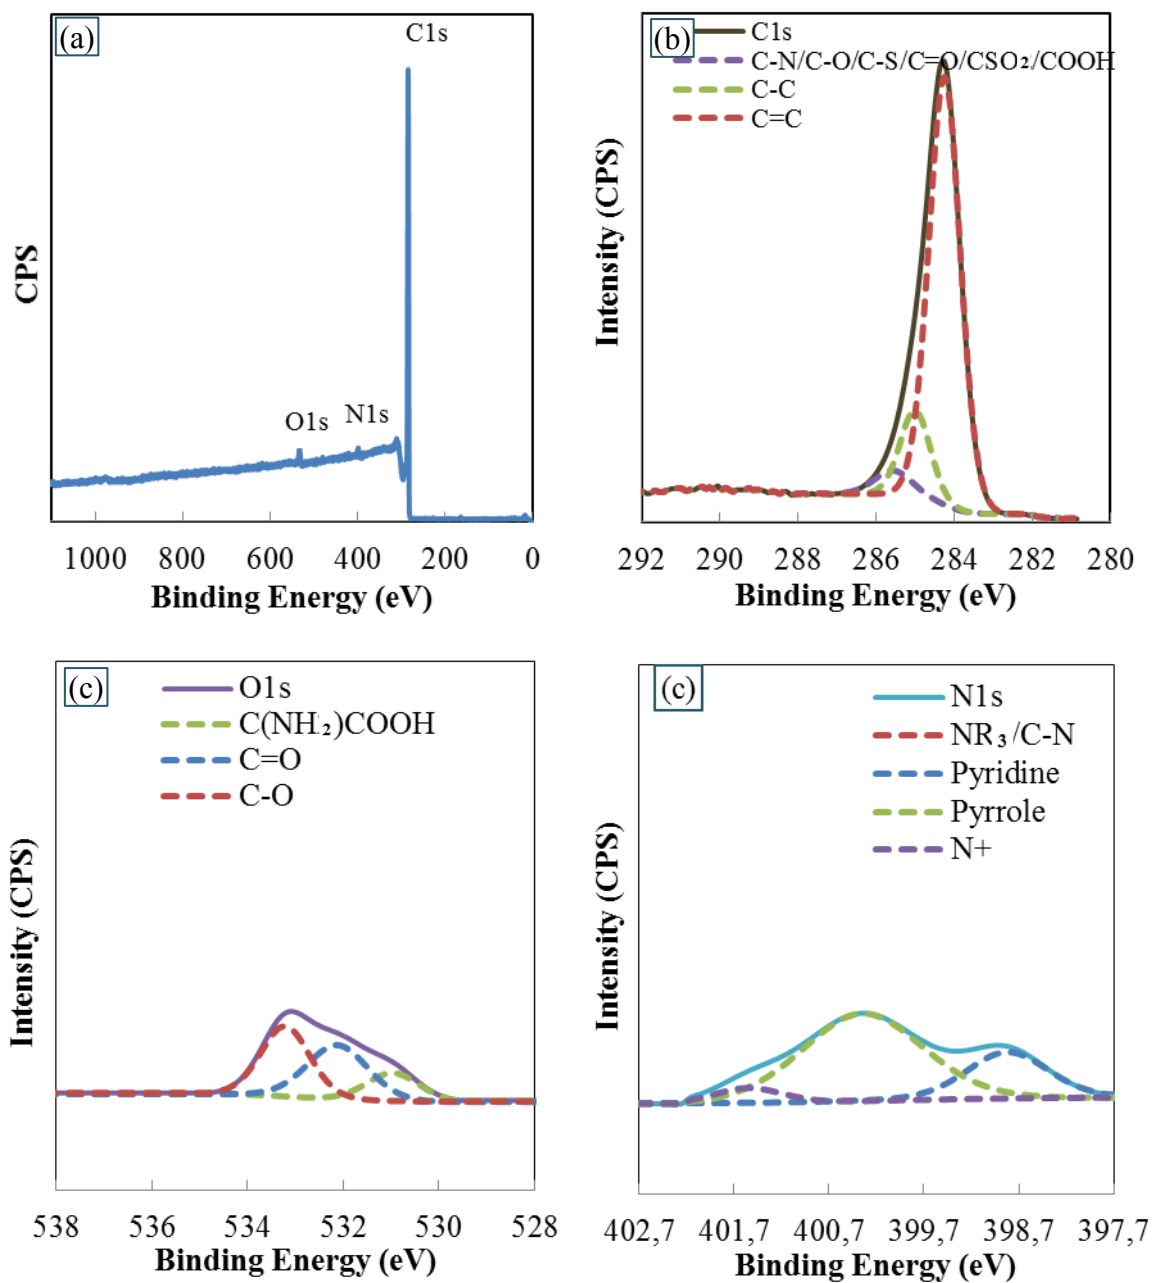 (a)
C1s
O1s
N1s
CPS
1000 800 600 400 200 0
Binding Energy (eV)
(b)
C1s
C-N/C-O/C-S/C=O/CSO₂/COOH
C-C
C=C
Intensity (CPS)
292 290 288 286 284 282 280
Binding Energy (eV)
(c)
O1s
C(NH₂)COOH
C=O
C-O
Intensity (CPS)
538 536 534 532 530 528
Binding Energy (eV)
(c)
N1s
NR₃/C-N
Pyridine
Pyrrole
N+
Intensity (CPS)
402,7 401,7 400,7 399,7 398,7 397,7
Binding Energy (eV)